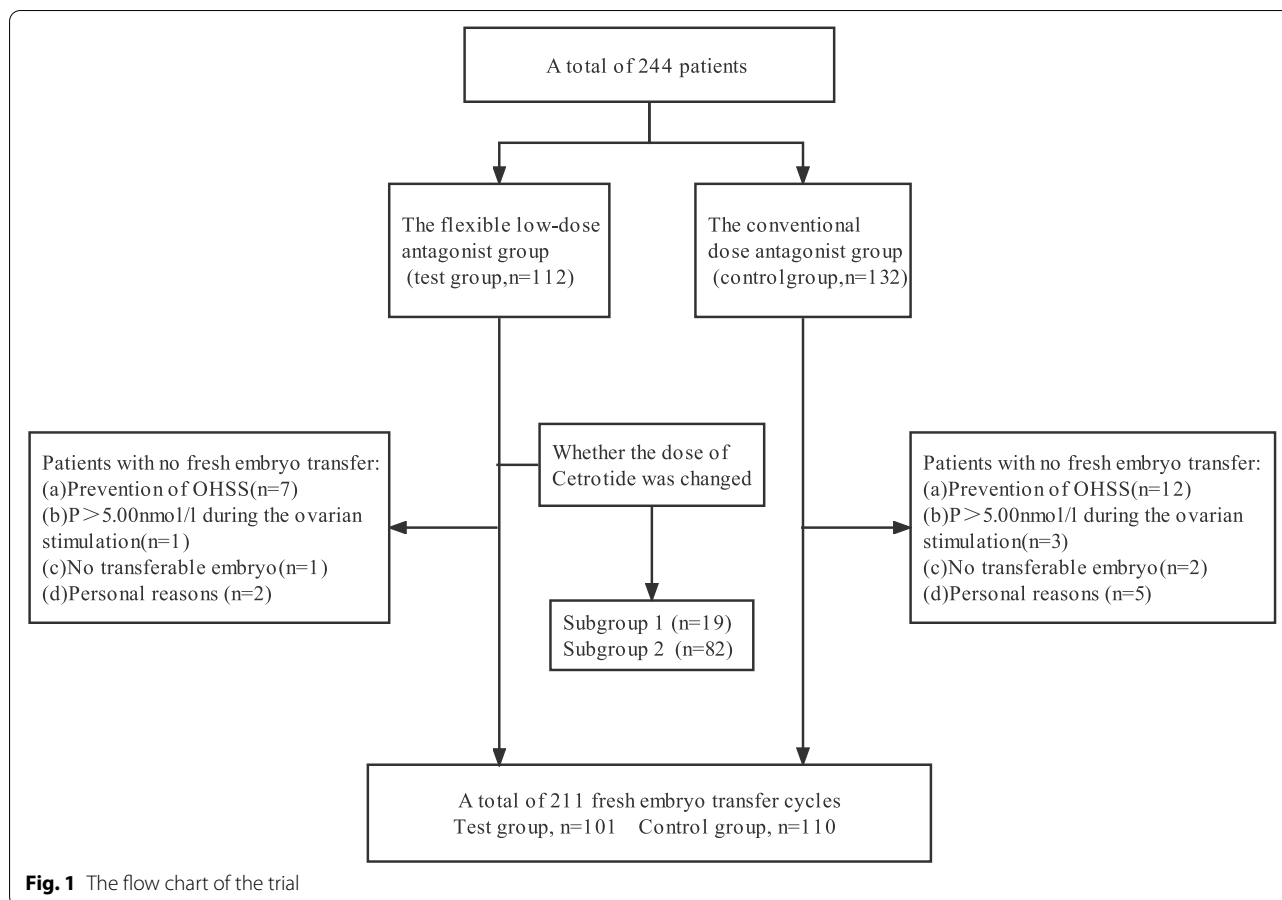 A total of 244 patients
The flexible low-dose
antagonist group
(test group,n=112)
The conventional
dose antagonist group
(controlgroup,n=132)
Patients with no fresh embryo transfer:
(a)Prevention of OHSS(n=7)
(b)P>5.00nmol/l during the ovarian
stimulation(n=1)
(c)No transferable embryo(n=1)
(d)Personal reasons (n=2)
Whether the dose of
Cetrotide was changed
Patients with no fresh embryo transfer:
(a)Prevention of OHSS(n=12)
(b)P>5.00nmol/l during the ovarian
stimulation(n=3)
(c)No transferable embryo(n=2)
(d)Personal reasons (n=5)
Subgroup 1 (n=19)
Subgroup 2 (n=82)
A total of 211 fresh embryo transfer cycles
Test group, n=101 Control group, n=110
Fig. 1 The flow chart of the trial